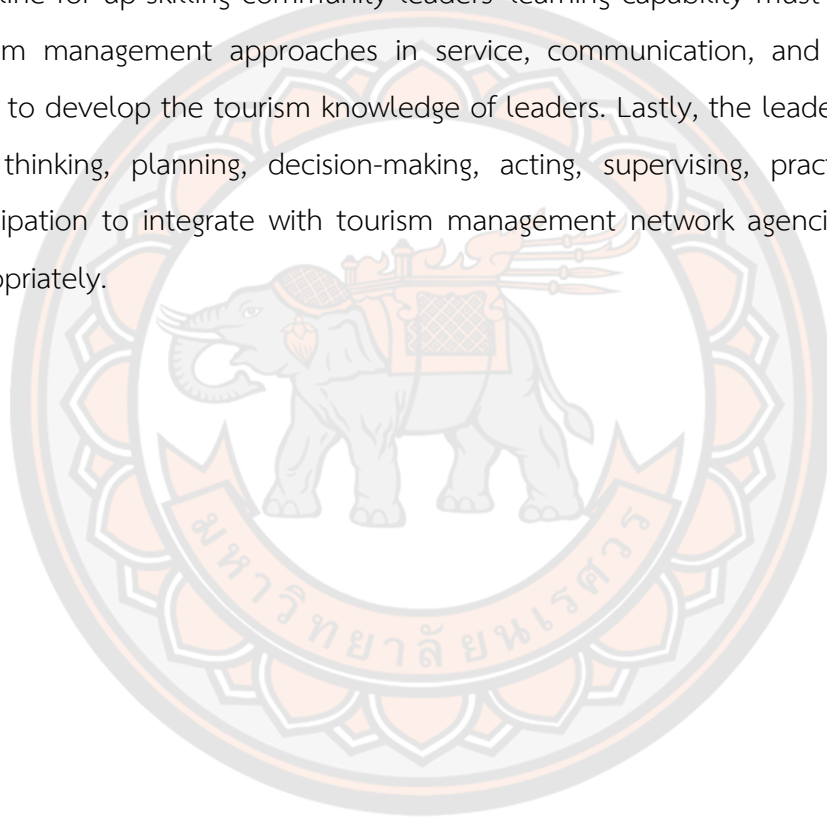 line for up-skilling community leaders' learning capability must
m management approaches in service, communication, and
to develop the tourism knowledge of leaders. Lastly, the leade
thinking, planning, decision-making, acting, supervising, pract
ipation to integrate with tourism management network agenci
opriately.
มหาวิทยาลัยนเรศวร